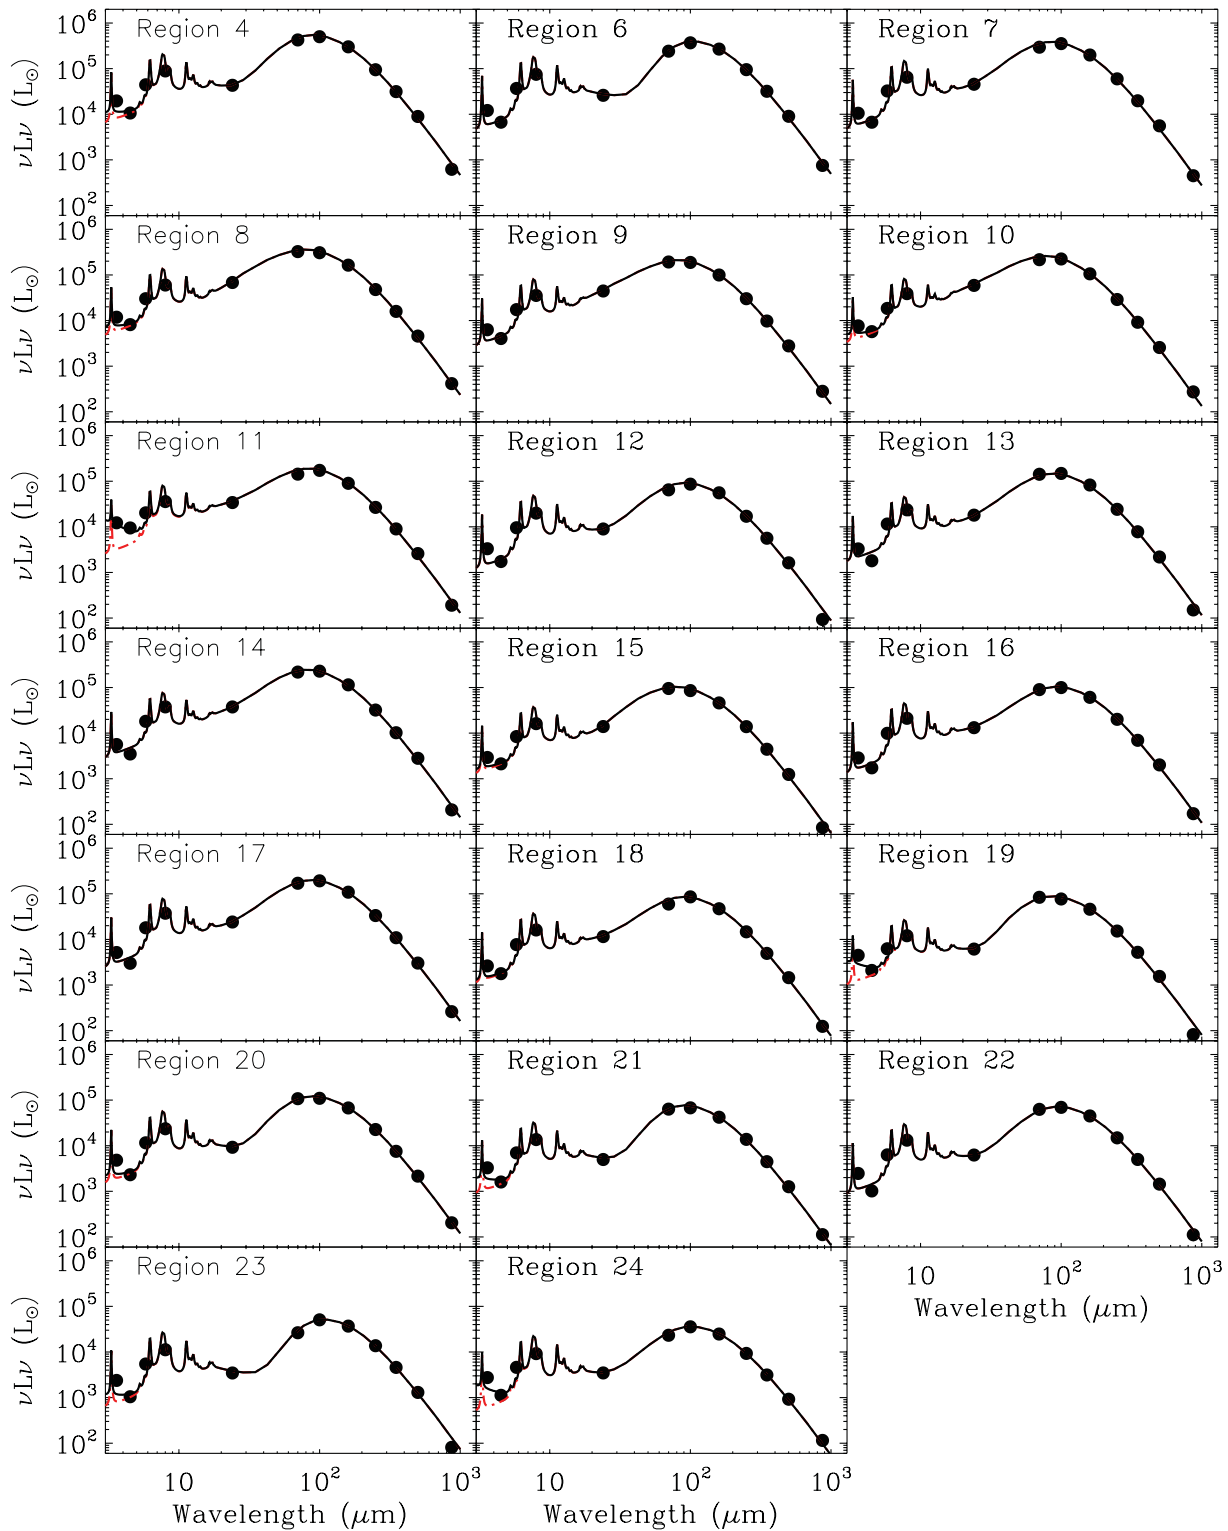 Region 4 Region 6 Region 7
10⁶
10⁵
10⁴
10³
10²
νLν (L☉)
Region 8 Region 9 Region 10
10⁶
10⁵
10⁴
10³
10²
νLν (L☉)
Region 11 Region 12 Region 13
10⁶
10⁵
10⁴
10³
10²
νLν (L☉)
Region 14 Region 15 Region 16
10⁶
10⁵
10⁴
10³
10²
νLν (L☉)
Region 17 Region 18 Region 19
10⁶
10⁵
10⁴
10³
10²
νLν (L☉)
Region 20 Region 21 Region 22
10⁶
10⁵
10⁴
10³
10²
νLν (L☉)
10 10² 10³
Wavelength (μm)
Region 23 Region 24
10⁶
10⁵
10⁴
10³
10²
νLν (L☉)
10 10² 10³ 10 10² 10³
Wavelength (μm) Wavelength (μm)